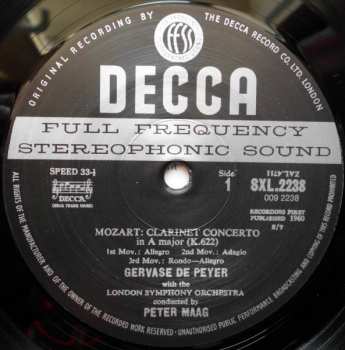 ORIGINAL RECORDING BY THE DECCA RECORD CO. LTD. LONDON
FFSS
DECCA
FULL FREQUENCY
STEREOPHONIC SOUND
SPEED 33⅓
Side
1
ZAL.4711
SXL.2238
009 2238
DECCA
RECORDING FIRST
PUBLISHED 1960
MOZART: CLARINET CONCERTO
in A major (K.622)
1st Mov.: Allegro 2nd Mov.: Adagio
3rd Mov.: Rondo—Allegro
GERVASE DE PEYER
with the
LONDON SYMPHONY ORCHESTRA
conducted by
PETER MAAG
ALL RIGHTS OF THE MANUFACTURER AND OF THE OWNER OF THE RECORDED WORK RESERVED · UNAUTHORISED PUBLIC PERFORMANCE BROADCASTING AND COPYING OF THIS RECORD PROHIBITED